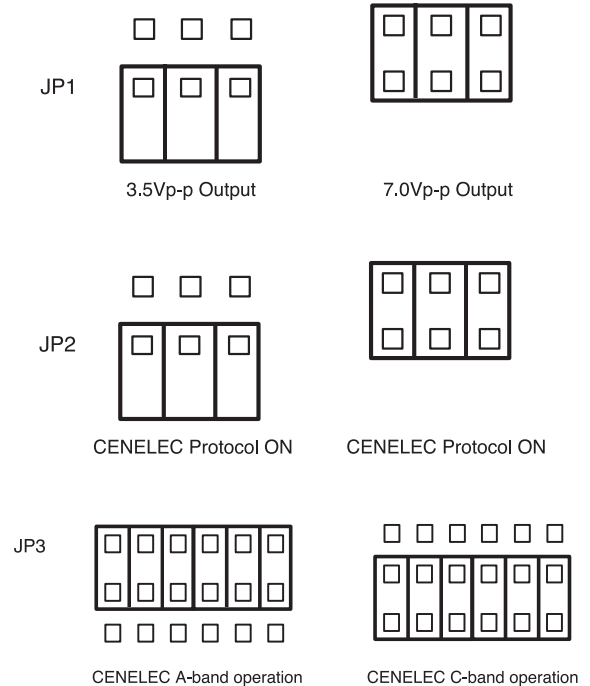 JP1
3.5Vp-p Output
7.0Vp-p Output
JP2
CENELEC Protocol ON
CENELEC Protocol ON
JP3
CENELEC A-band operation
CENELEC C-band operation